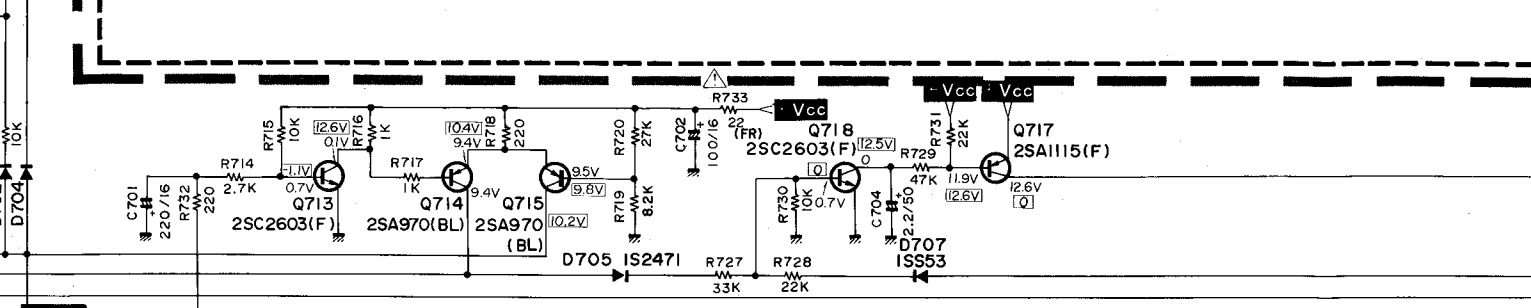 10K
D704
C701
220/16
R732
220
R714
2.7K
R715
10K
-1.1V
0.7V
Q713
2SC2603(F)
12.6V
0.1V
R716
1K
R717
1K
10.4V
9.4V
R718
220
9.4V
Q714
2SA970(BL)
Q715
2SA970
(BL)
9.5V
9.8V
10.2V
R720
27K
R719
8.2K
C702
100/16
!
R733
22
(FR)
Vcc
D705 1S2471
R727
33K
R728
22K
R730
10K
0
0.7V
Q718
2SC2603(F)
12.5V
0
C704
2.2/50
R729
47K
D707
1SS53
Vcc
Vcc
R731
22K
11.9V
12.6V
Q717
2SA1115(F)
12.6V
0